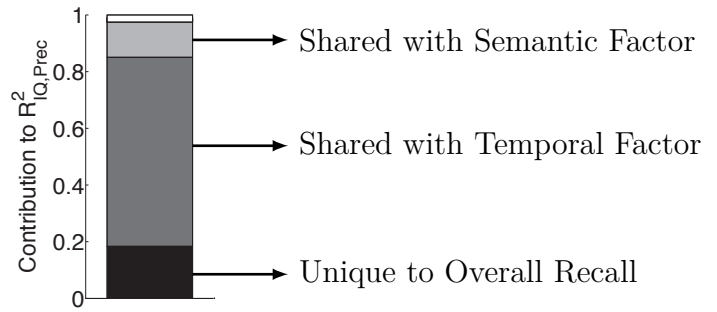 1
0.8
0.6
0.4
0.2
0
Contribution to R²IQ,Prec
Shared with Semantic Factor
Shared with Temporal Factor
Unique to Overall Recall